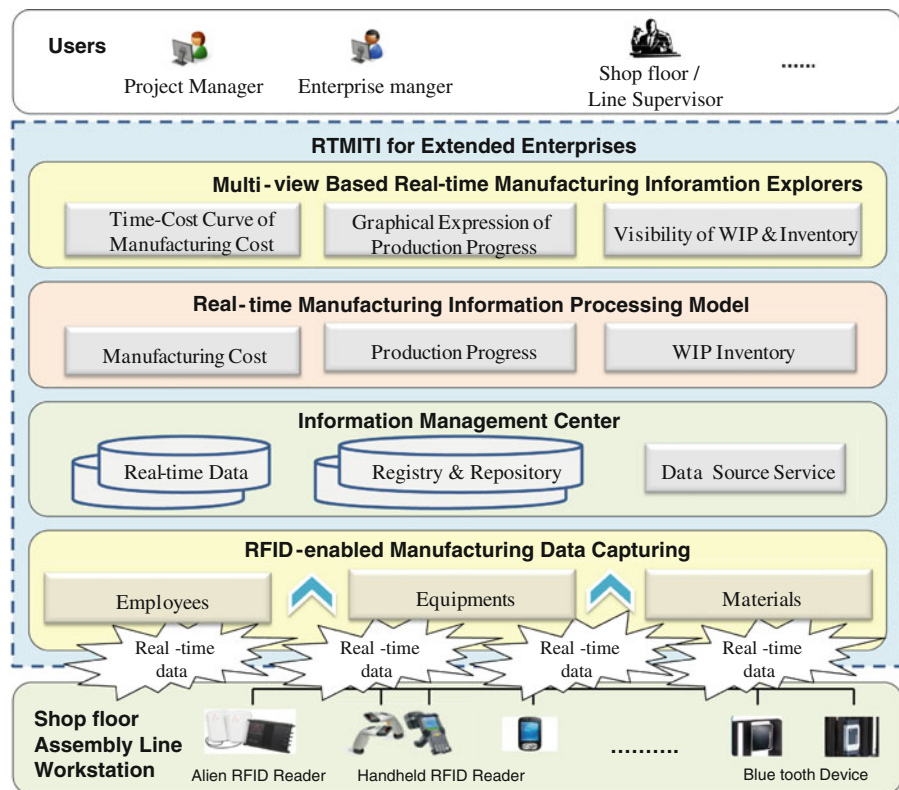 Users
Project Manager
Enterprise manger
Shop floor /
Line Supervisor
......
RTMITI for Extended Enterprises
Multi-view Based Real-time Manufacturing Inforamtion Explorers
Time-Cost Curve of
Manufacturing Cost
Graphical Expression of
Production Progress
Visibility of WIP & Inventory
Real-time Manufacturing Information Processing Model
Manufacturing Cost
Production Progress
WIP Inventory
Information Management Center
Real-time Data
Registry & Repository
Data Source Service
RFID-enabled Manufacturing Data Capturing
Employees
Equipments
Materials
Real -time
data
Real -time
data
Real -time
data
Real -time
data
Shop floor
Assembly Line
Workstation
Alien RFID Reader
Handheld RFID Reader
..........
Blue tooth Device